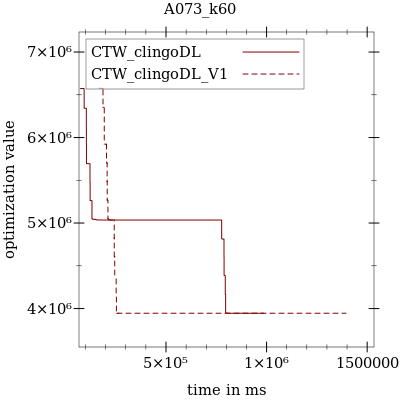 A073_k60
7×10⁶
6×10⁶
5×10⁶
4×10⁶
CTW_clingoDL
CTW_clingoDL_V1
optimization value
5×10⁵
1×10⁶
1500000
time in ms